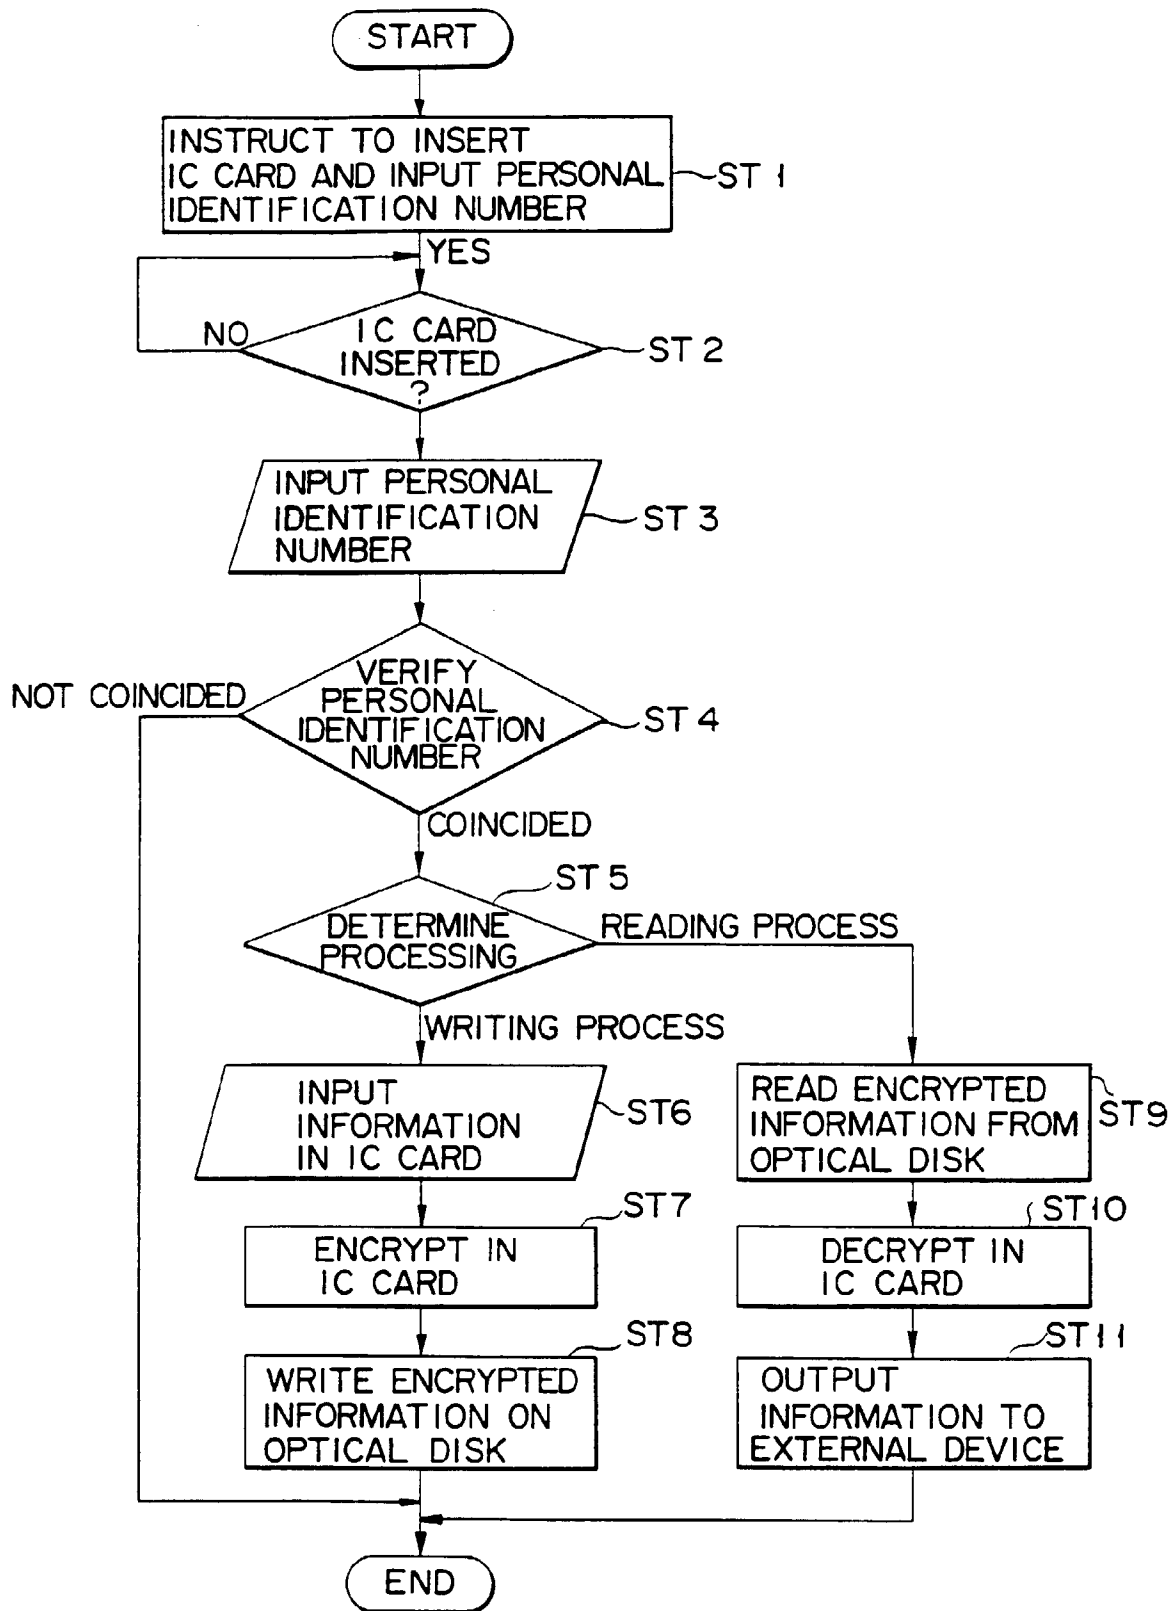 START
INSTRUCT TO INSERT
IC CARD AND INPUT PERSONAL
IDENTIFICATION NUMBER
ST 1
YES
NO
IC CARD
INSERTED
?
ST 2
INPUT PERSONAL
IDENTIFICATION
NUMBER
ST 3
NOT COINCIDED
VERIFY
PERSONAL
IDENTIFICATION
NUMBER
ST 4
COINCIDED
ST 5
DETERMINE
PROCESSING
READING PROCESS
WRITING PROCESS
INPUT
INFORMATION
IN IC CARD
ST6
READ ENCRYPTED
INFORMATION FROM
OPTICAL DISK
ST9
ST7
ENCRYPT IN
IC CARD
ST10
DECRYPT IN
IC CARD
ST8
WRITE ENCRYPTED
INFORMATION ON
OPTICAL DISK
ST11
OUTPUT
INFORMATION TO
EXTERNAL DEVICE
END